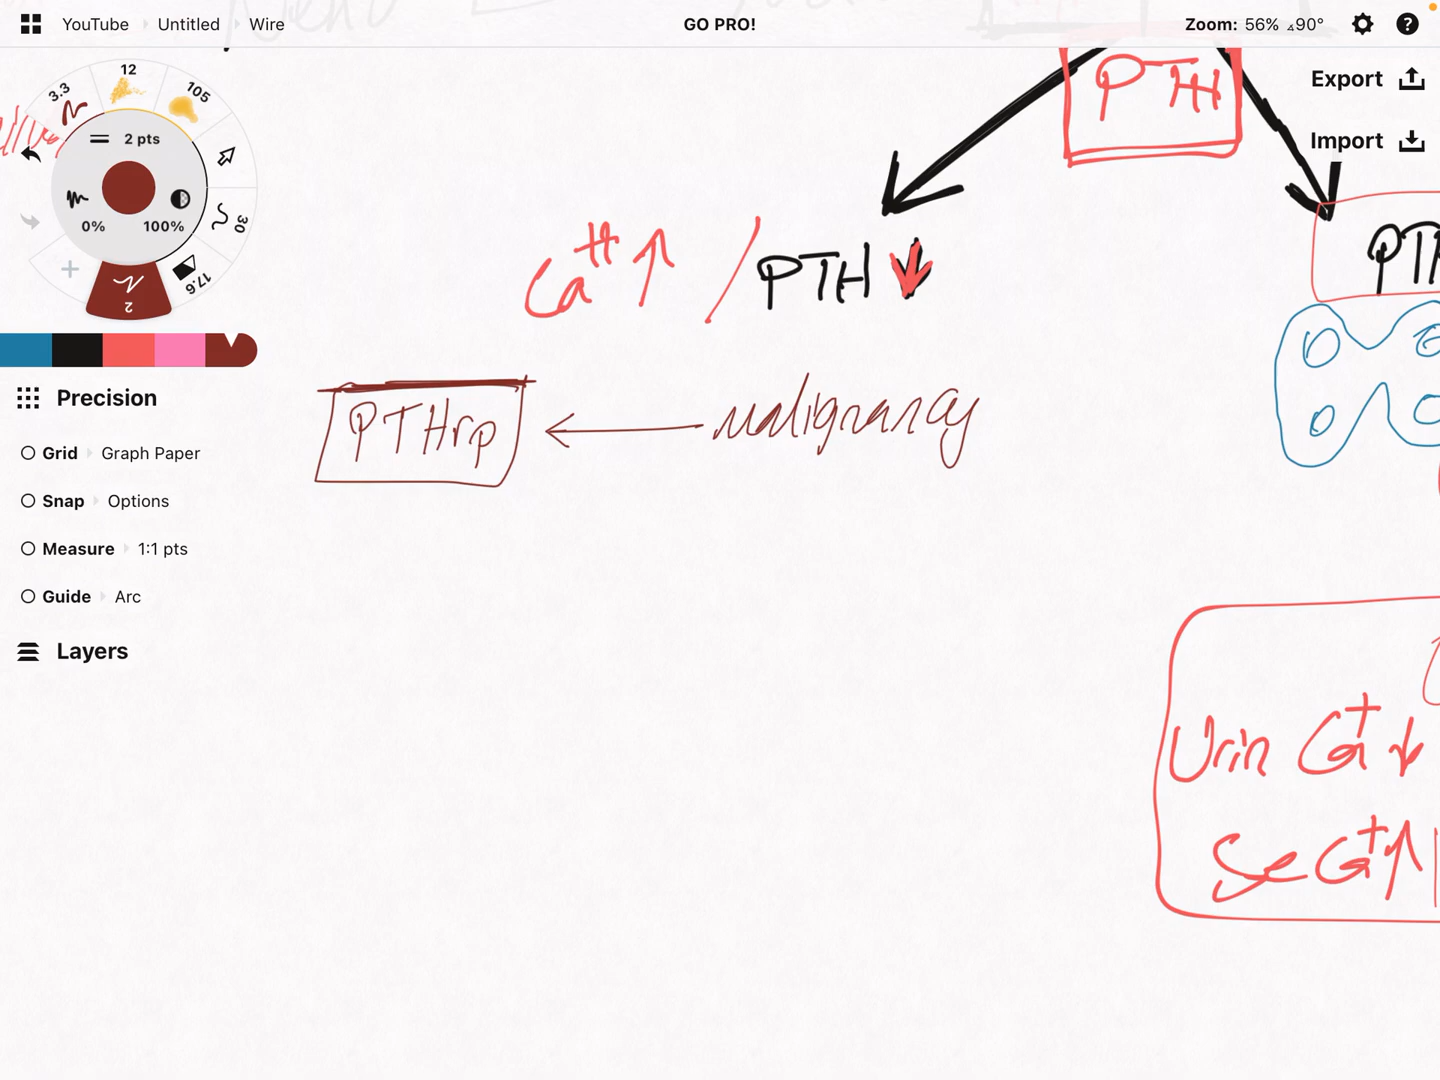 YouTube Untitled Wire
GO PRO!
Zoom: 56% 90°
Export
Import
12
3.3
105
2 pts
0%
100%
30
17.6
2
PTH
Ca++ ↑ / PTH ↓
PTHrp ← malignancy
Precision
Grid Graph Paper
Snap Options
Measure 1:1 pts
Guide Arc
Layers
Urin Ca+ ↓
Se Ca+ ↑